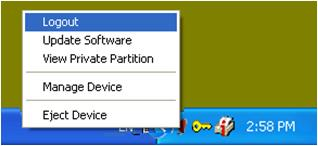 Logout
Update Software
View Private Partition
Manage Device
Eject Device
2:58 PM